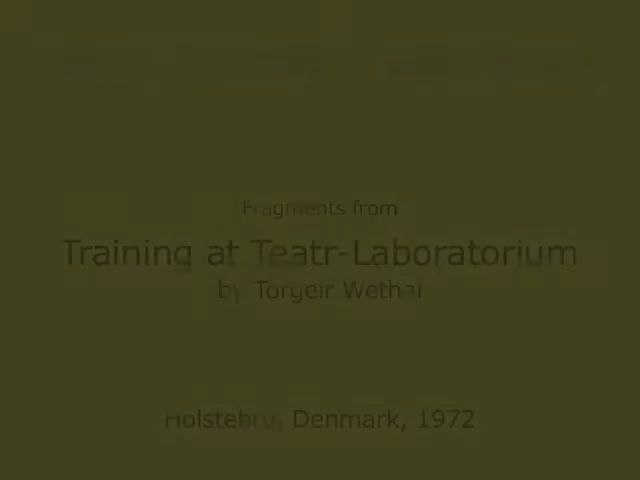 Fragments from
Training at Teatr-Laboratorium
by Torgeir Wethal
Holstebro, Denmark, 1972